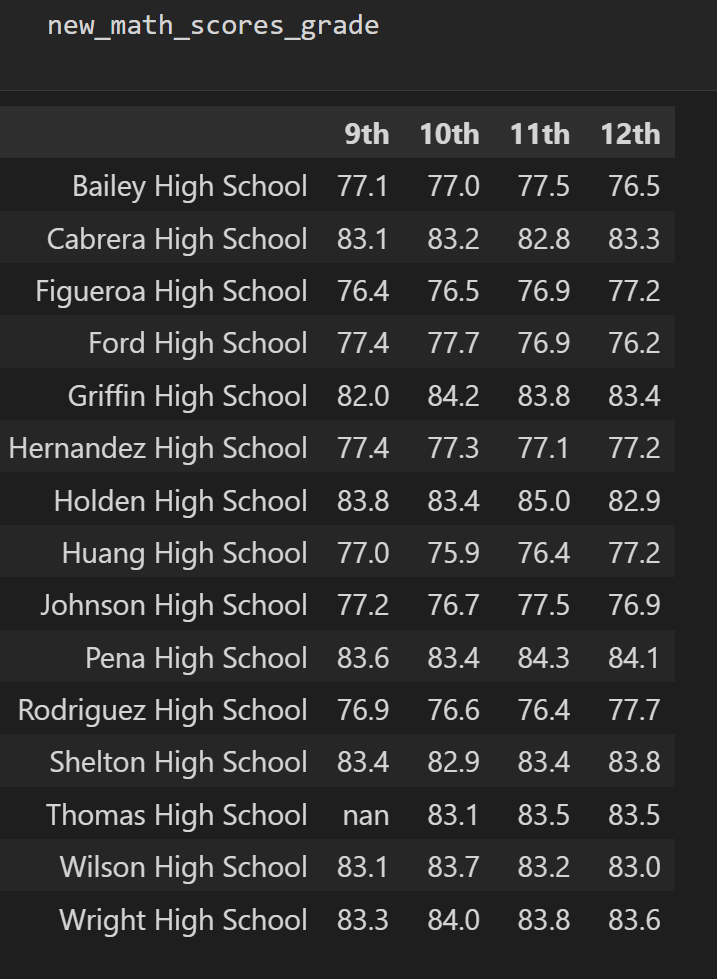 new_math_scores_grade
9th 10th 11th 12th
Bailey High School 77.1 77.0 77.5 76.5
Cabrera High School 83.1 83.2 82.8 83.3
Figueroa High School 76.4 76.5 76.9 77.2
Ford High School 77.4 77.7 76.9 76.2
Griffin High School 82.0 84.2 83.8 83.4
Hernandez High School 77.4 77.3 77.1 77.2
Holden High School 83.8 83.4 85.0 82.9
Huang High School 77.0 75.9 76.4 77.2
Johnson High School 77.2 76.7 77.5 76.9
Pena High School 83.6 83.4 84.3 84.1
Rodriguez High School 76.9 76.6 76.4 77.7
Shelton High School 83.4 82.9 83.4 83.8
Thomas High School nan 83.1 83.5 83.5
Wilson High School 83.1 83.7 83.2 83.0
Wright High School 83.3 84.0 83.8 83.6